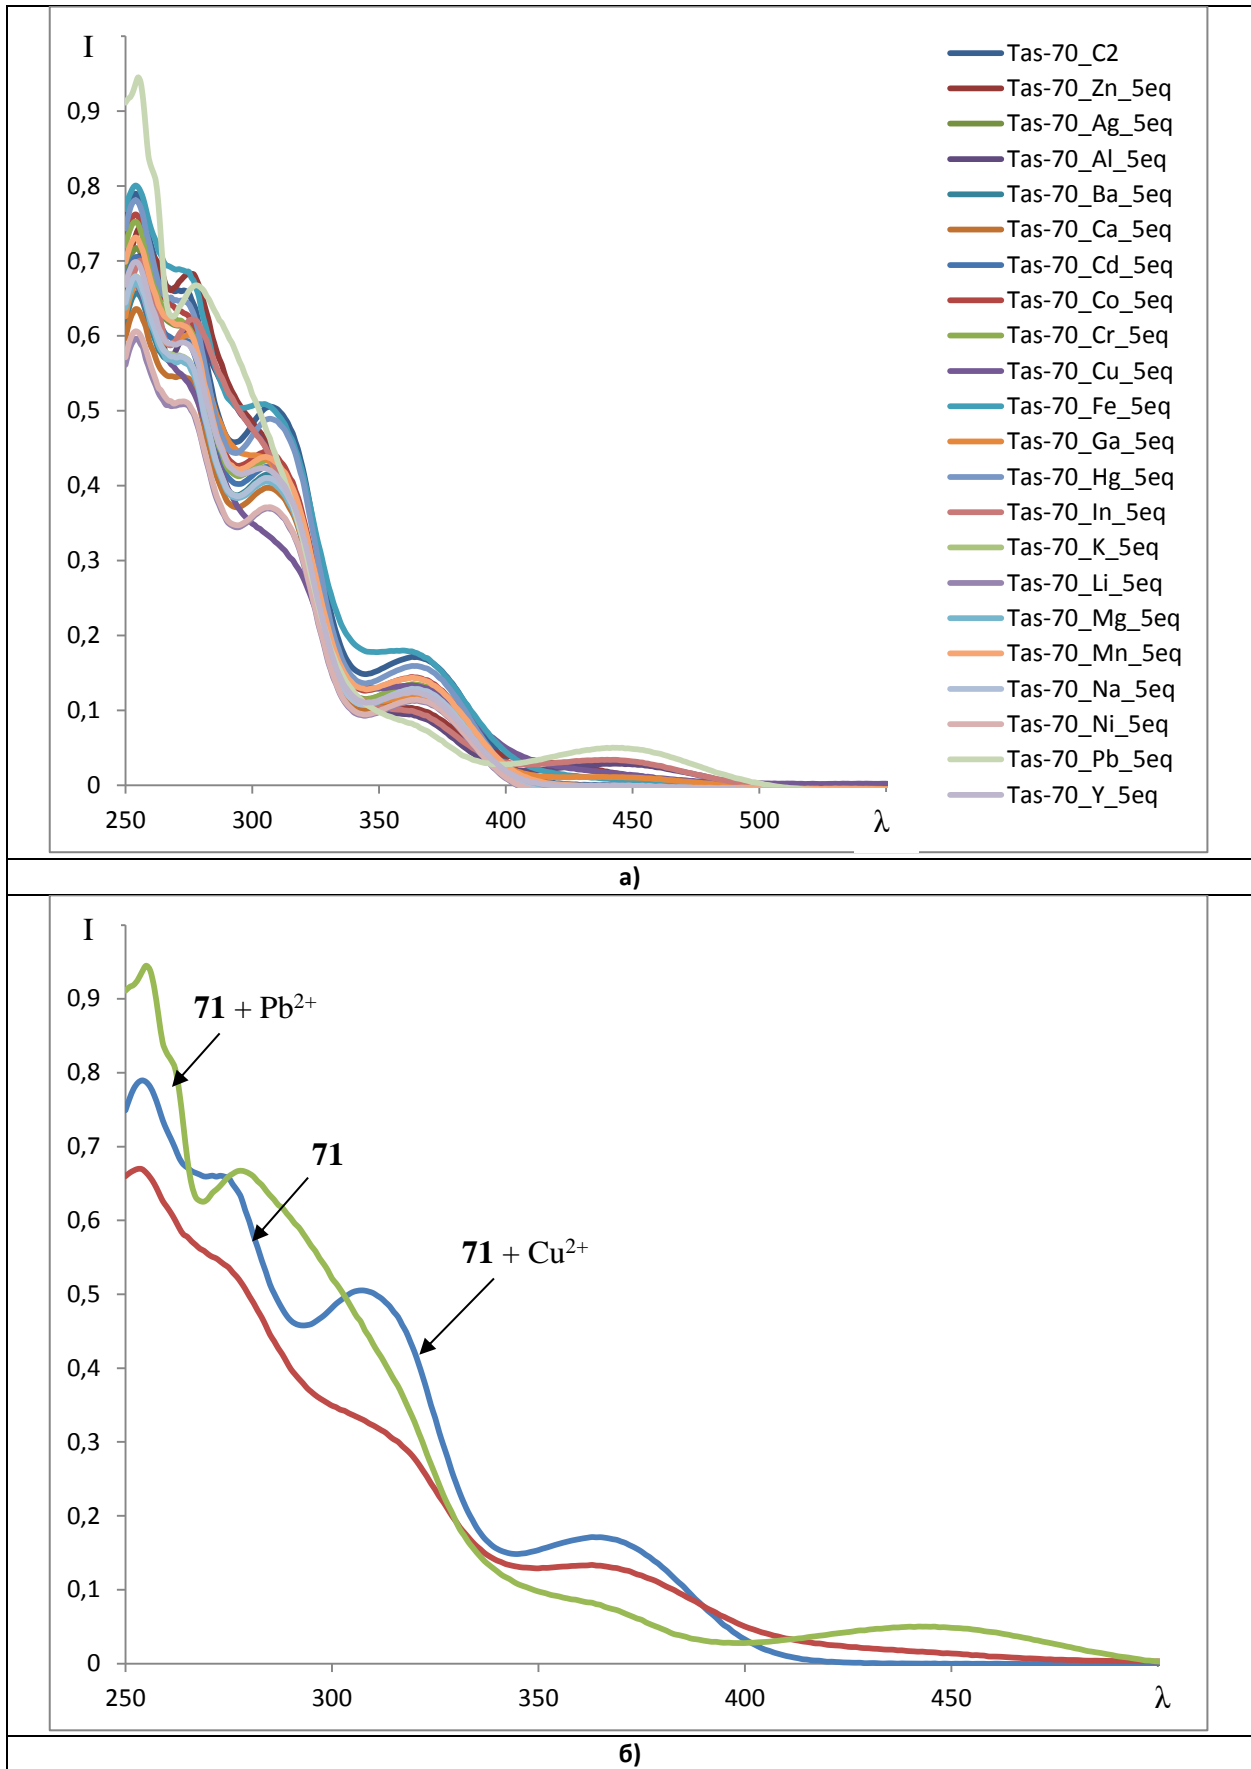 I
0,9
0,8
0,7
0,6
0,5
0,4
0,3
0,2
0,1
0
250 300 350 400 450 500 λ
Tas-70_C2
Tas-70_Zn_5eq
Tas-70_Ag_5eq
Tas-70_Al_5eq
Tas-70_Ba_5eq
Tas-70_Ca_5eq
Tas-70_Cd_5eq
Tas-70_Co_5eq
Tas-70_Cr_5eq
Tas-70_Cu_5eq
Tas-70_Fe_5eq
Tas-70_Ga_5eq
Tas-70_Hg_5eq
Tas-70_In_5eq
Tas-70_K_5eq
Tas-70_Li_5eq
Tas-70_Mg_5eq
Tas-70_Mn_5eq
Tas-70_Na_5eq
Tas-70_Ni_5eq
Tas-70_Pb_5eq
Tas-70_Y_5eq
а)
I
0,9
0,8
0,7
0,6
0,5
0,4
0,3
0,2
0,1
0
71 + Pb²⁺
71
71 + Cu²⁺
250 300 350 400 450 λ
б)